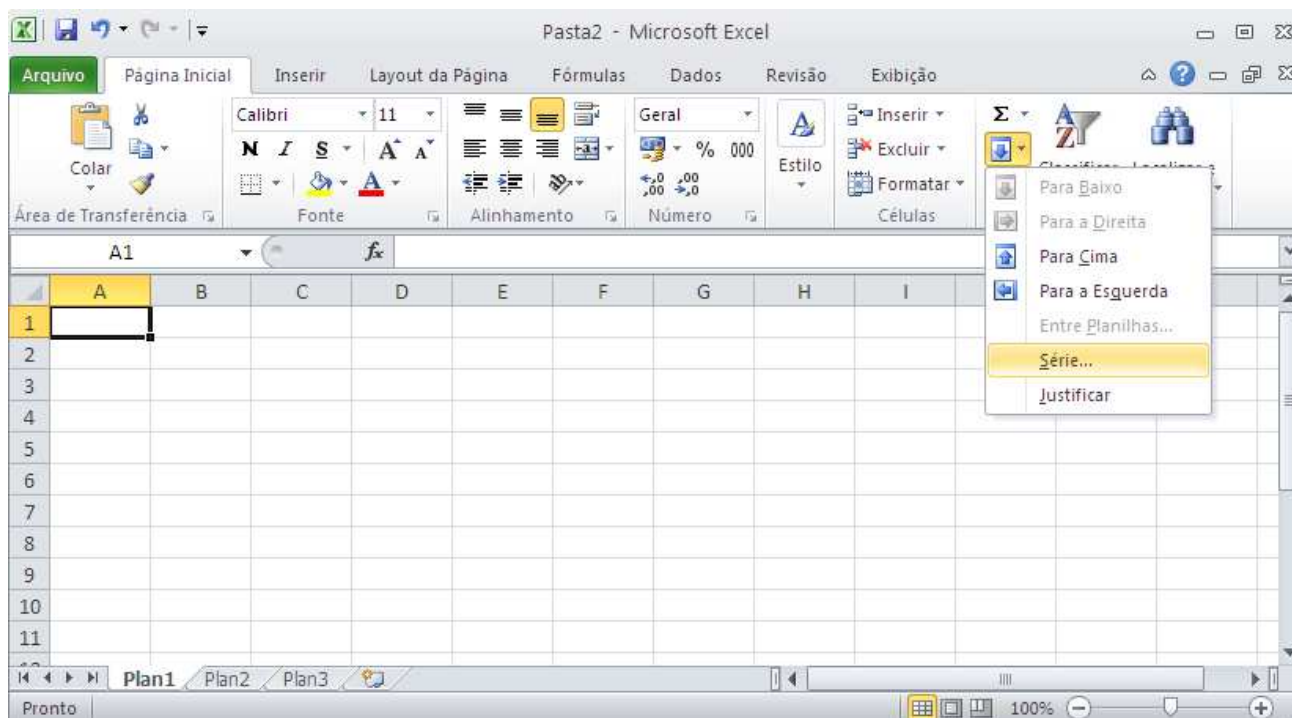 Pasta2 - Microsoft Excel
Arquivo Página Inicial Inserir Layout da Página Fórmulas Dados Revisão Exibição
Calibri 11 Geral Inserir Σ
N I S A A % 000 Excluir
Colar Estilo
A ,00 ,00 Formatar
Área de Transferência Fonte Alinhamento Número Células
Para Baixo
Para a Direita
Para Cima
Para a Esquerda
Entre Planilhas...
Série...
Justificar
A1 fx
A B C D E F G H I
1
2
3
4
5
6
7
8
9
10
11
Plan1 Plan2 Plan3
Pronto 100%